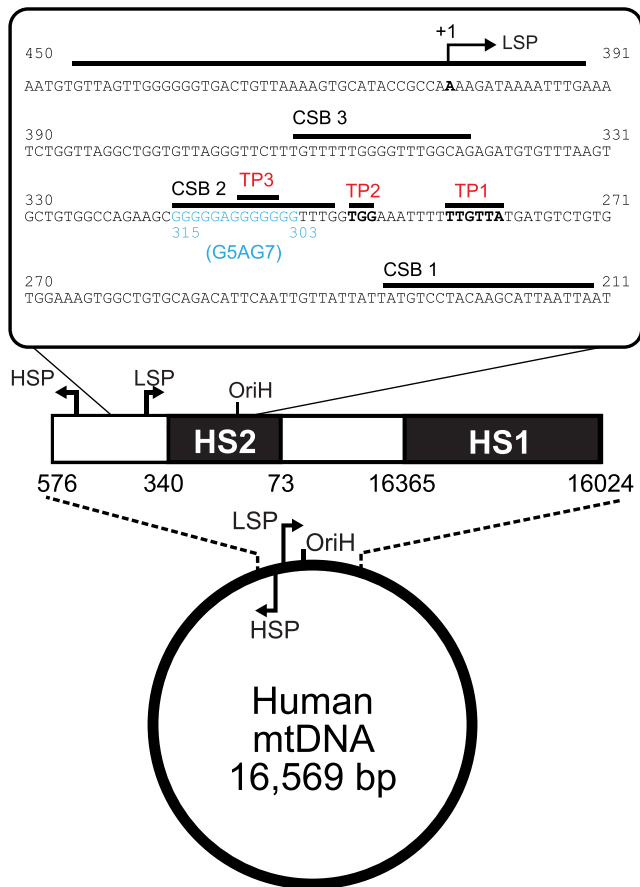 +1
450 LSP 391
AATGTGTTAGTTGGGGGGTGACTGTTAAAAGTGCATACCGCCAAAAGATAAAATTTGAAA
390 CSB 3 331
TCTGGTTAGGCTGGTGTTAGGGTTCTTTGTTTTTGGGGTTTGGCAGAGATGTGTTTAAGT
330 CSB 2 TP3 TP2 TP1 271
GCTGTGGCCAGAAGCGGGGGAGGGGGGGTTTGGTGGAAATTTTTTGTTATGATGTCTGTG
315 303
(G5AG7)
270 CSB 1 211
TGGAAAGTGGCTGTGCAGACATTCAATTGTTATTATTATGTCCTACAAGCATTAATTAAT
HSP LSP OriH
HS2 HS1
576 340 73 16365 16024
LSP
OriH
HSP
Human
mtDNA
16,569 bp